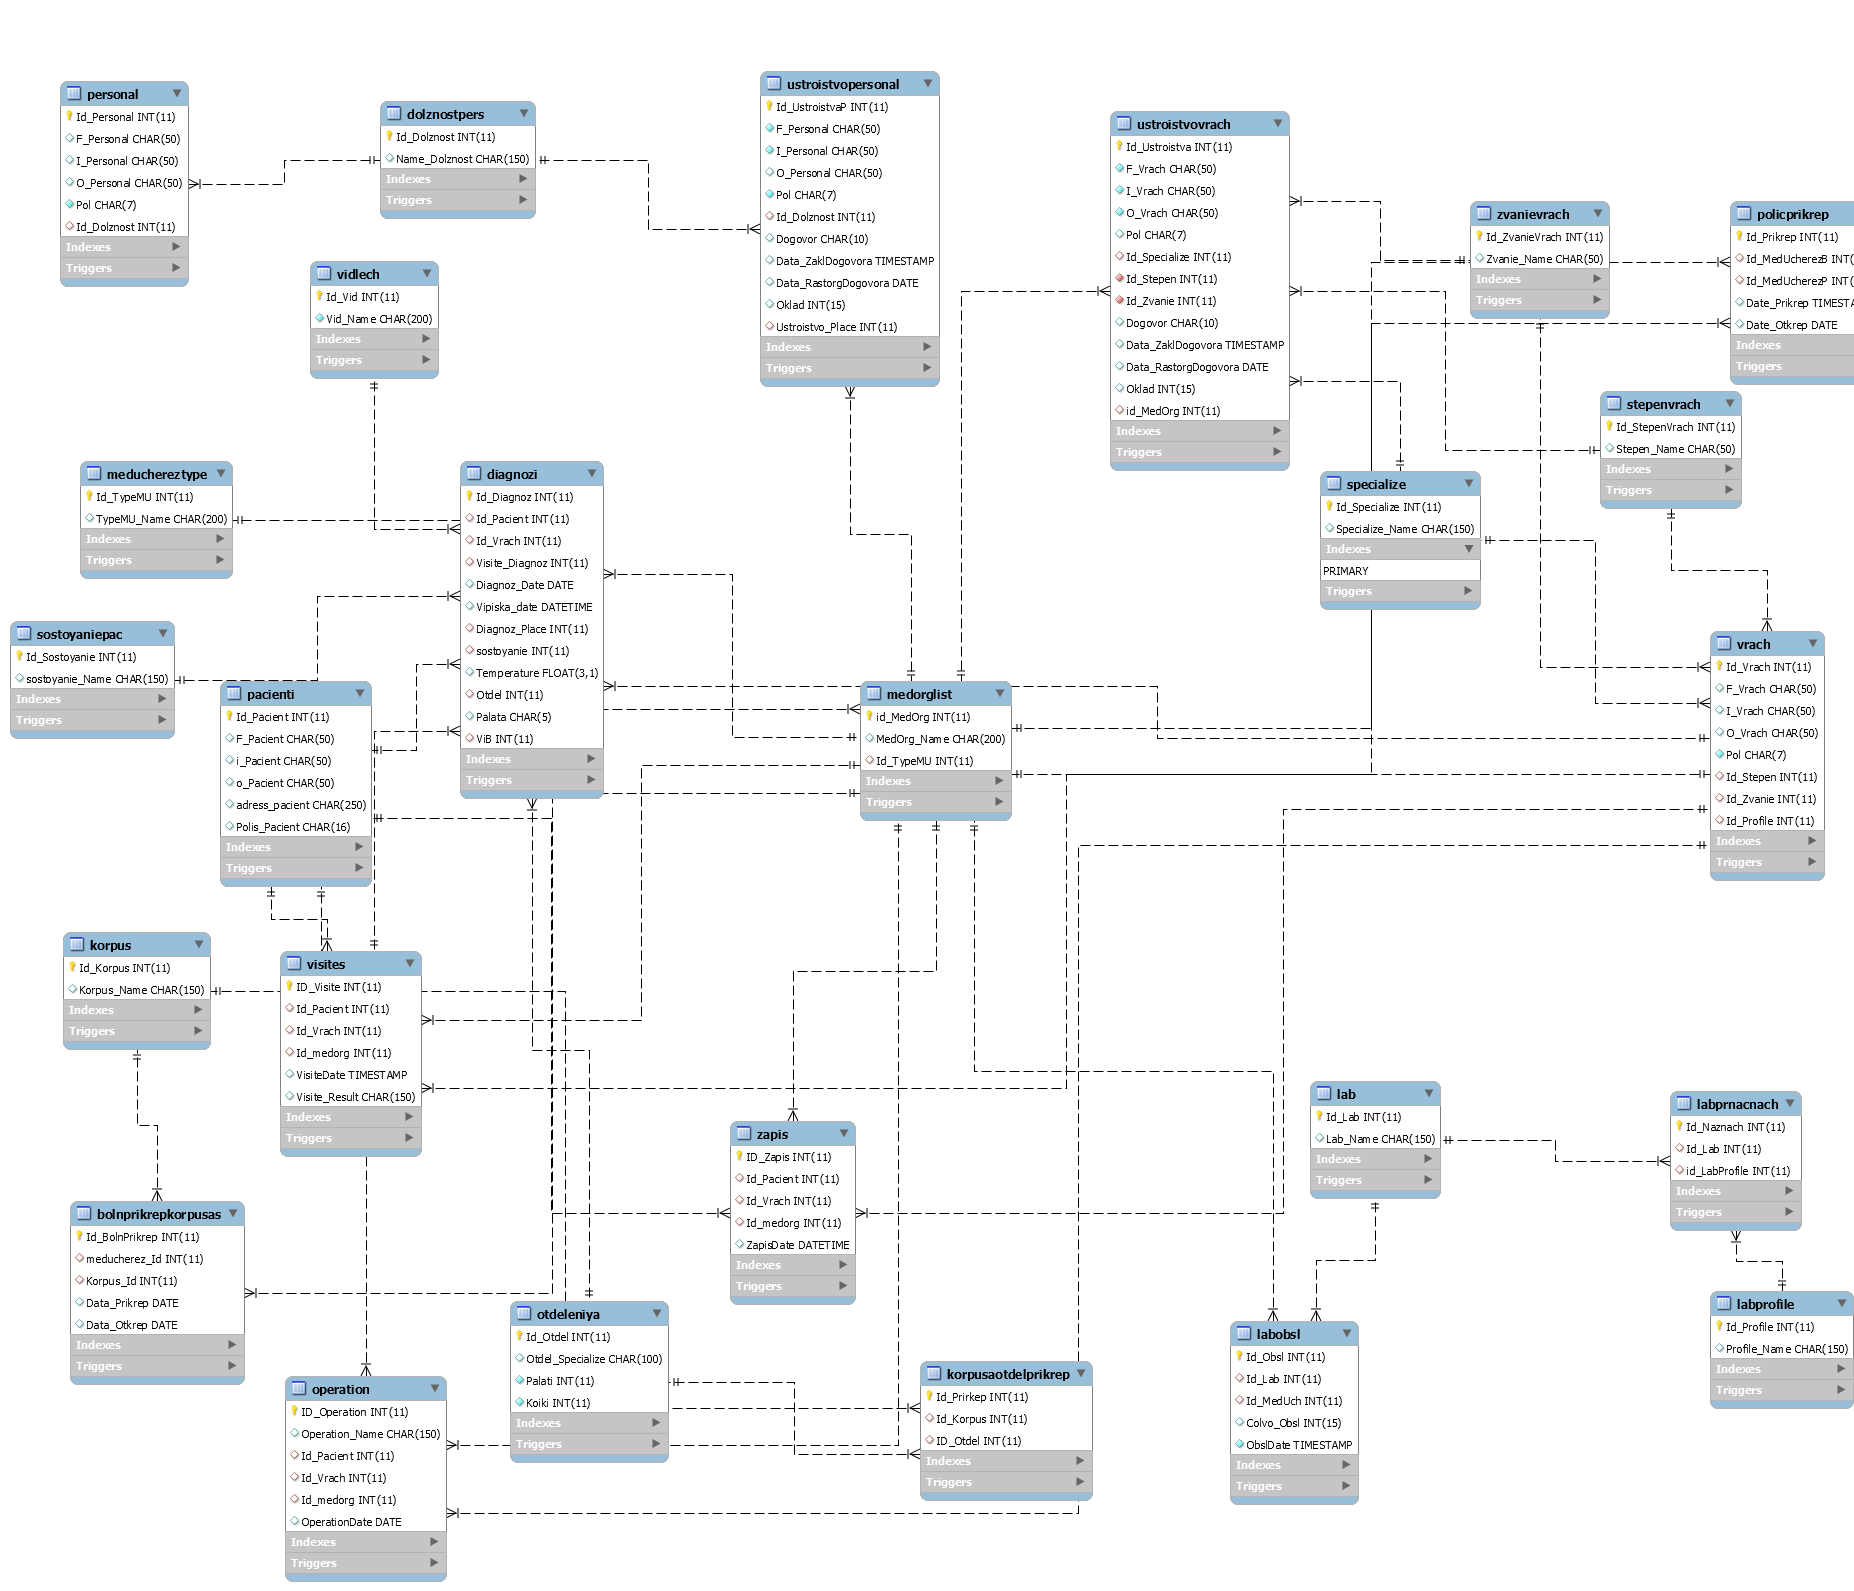 personal
Id_Personal INT(11)
F_Personal CHAR(50)
I_Personal CHAR(50)
O_Personal CHAR(50)
Pol CHAR(7)
Id_Dolznost INT(11)
Indexes
Triggers
dolznostpers
Id_Dolznost INT(11)
Name_Dolznost CHAR(150)
Indexes
Triggers
ustroistvopersonal
Id_UstroistvaP INT(11)
F_Personal CHAR(50)
I_Personal CHAR(50)
O_Personal CHAR(50)
Pol CHAR(7)
Id_Dolznost INT(11)
Dogovor CHAR(10)
Data_ZaklDogovora TIMESTAMP
Data_RastorgDogovora DATE
Oklad INT(15)
Ustroistvo_Place INT(11)
Indexes
Triggers
ustroistvovrach
Id_Ustroistva INT(11)
F_Vrach CHAR(50)
I_Vrach CHAR(50)
O_Vrach CHAR(50)
Pol CHAR(7)
Id_Specialize INT(11)
Id_Stepen INT(11)
Id_Zvanie INT(11)
Dogovor CHAR(10)
Data_ZaklDogovora TIMESTAMP
Data_RastorgDogovora DATE
Oklad INT(15)
id_MedOrg INT(11)
Indexes
Triggers
zvanievrach
Id_ZvanieVrach INT(11)
Zvanie_Name CHAR(50)
Indexes
Triggers
policprikrep
Id_Prikrep INT(11)
Id_MedUcherezB INT(
Id_MedUcherezP INT(
Date_Prikrep TIMESTA
Date_Otkrep DATE
Indexes
Triggers
vidlech
Id_Vid INT(11)
Vid_Name CHAR(200)
Indexes
Triggers
stepenvrach
Id_StepenVrach INT(11)
Stepen_Name CHAR(50)
Indexes
Triggers
meduchereztype
Id_TypeMU INT(11)
TypeMU_Name CHAR(200)
Indexes
Triggers
diagnozi
Id_Diagnoz INT(11)
Id_Pacient INT(11)
Id_Vrach INT(11)
Visite_Diagnoz INT(11)
Diagnoz_Date DATE
Vipiska_date DATETIME
Diagnoz_Place INT(11)
sostoyanie INT(11)
Temperature FLOAT(3,1)
Otdel INT(11)
Palata CHAR(5)
ViB INT(11)
Indexes
Triggers
specialize
Id_Specialize INT(11)
Specialize_Name CHAR(150)
Indexes
PRIMARY
Triggers
sostoyaniepac
Id_Sostoyanie INT(11)
sostoyanie_Name CHAR(150)
Indexes
Triggers
pacienti
Id_Pacient INT(11)
F_Pacient CHAR(50)
i_Pacient CHAR(50)
o_Pacient CHAR(50)
adress_pacient CHAR(250)
Polis_Pacient CHAR(16)
Indexes
Triggers
medorglist
id_MedOrg INT(11)
MedOrg_Name CHAR(200)
Id_TypeMU INT(11)
Indexes
Triggers
vrach
Id_Vrach INT(11)
F_Vrach CHAR(50)
I_Vrach CHAR(50)
O_Vrach CHAR(50)
Pol CHAR(7)
Id_Stepen INT(11)
Id_Zvanie INT(11)
Id_Profile INT(11)
Indexes
Triggers
korpus
Id_Korpus INT(11)
Korpus_Name CHAR(150)
Indexes
Triggers
visites
ID_Visite INT(11)
Id_Pacient INT(11)
Id_Vrach INT(11)
Id_medorg INT(11)
VisiteDate TIMESTAMP
Visite_Result CHAR(150)
Indexes
Triggers
zapis
ID_Zapis INT(11)
Id_Pacient INT(11)
Id_Vrach INT(11)
Id_medorg INT(11)
ZapisDate DATETIME
Indexes
Triggers
lab
Id_Lab INT(11)
Lab_Name CHAR(150)
Indexes
Triggers
labprnacnach
Id_Naznach INT(11)
Id_Lab INT(11)
id_LabProfile INT(11)
Indexes
Triggers
bolnprikrepkorpusas
Id_BolnPrikrep INT(11)
meducherez_Id INT(11)
Korpus_Id INT(11)
Data_Prikrep DATE
Data_Otkrep DATE
Indexes
Triggers
otdeleniya
Id_Otdel INT(11)
Otdel_Specialize CHAR(100)
Palati INT(11)
Koiki INT(11)
Indexes
Triggers
labprofile
Id_Profile INT(11)
Profile_Name CHAR(150)
Indexes
Triggers
labobsl
Id_Obsl INT(11)
Id_Lab INT(11)
Id_MedUch INT(11)
Colvo_Obsl INT(15)
ObslDate TIMESTAMP
Indexes
Triggers
operation
ID_Operation INT(11)
Operation_Name CHAR(150)
Id_Pacient INT(11)
Id_Vrach INT(11)
Id_medorg INT(11)
OperationDate DATE
Indexes
Triggers
korpusaotdelprikrep
Id_Prirkep INT(11)
Id_Korpus INT(11)
ID_Otdel INT(11)
Indexes
Triggers